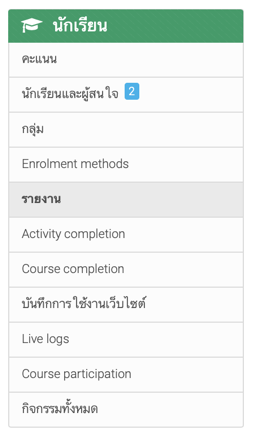 นักเรียน
คะแนน
นักเรียนและผู้สนใจ 2
กลุ่ม
Enrolment methods
รายงาน
Activity completion
Course completion
บันทึกการใช้งานเว็บไซต์
Live logs
Course participation
กิจกรรมทั้งหมด